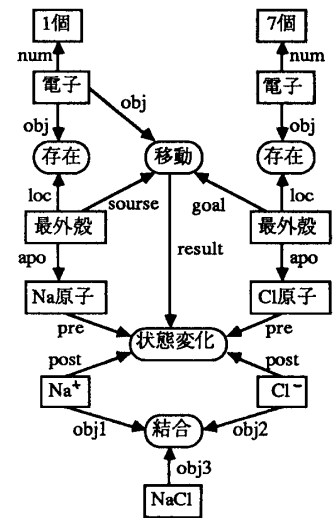 1個 7個
num num
電子 obj 電子
obj obj
存在 移動 存在
loc sourse goal loc
最外殻 result 最外殻
apo apo
Na原子 Cl原子
pre pre
状態変化
post post
Na⁺ Cl⁻
obj1 結合 obj2
obj3
NaCl